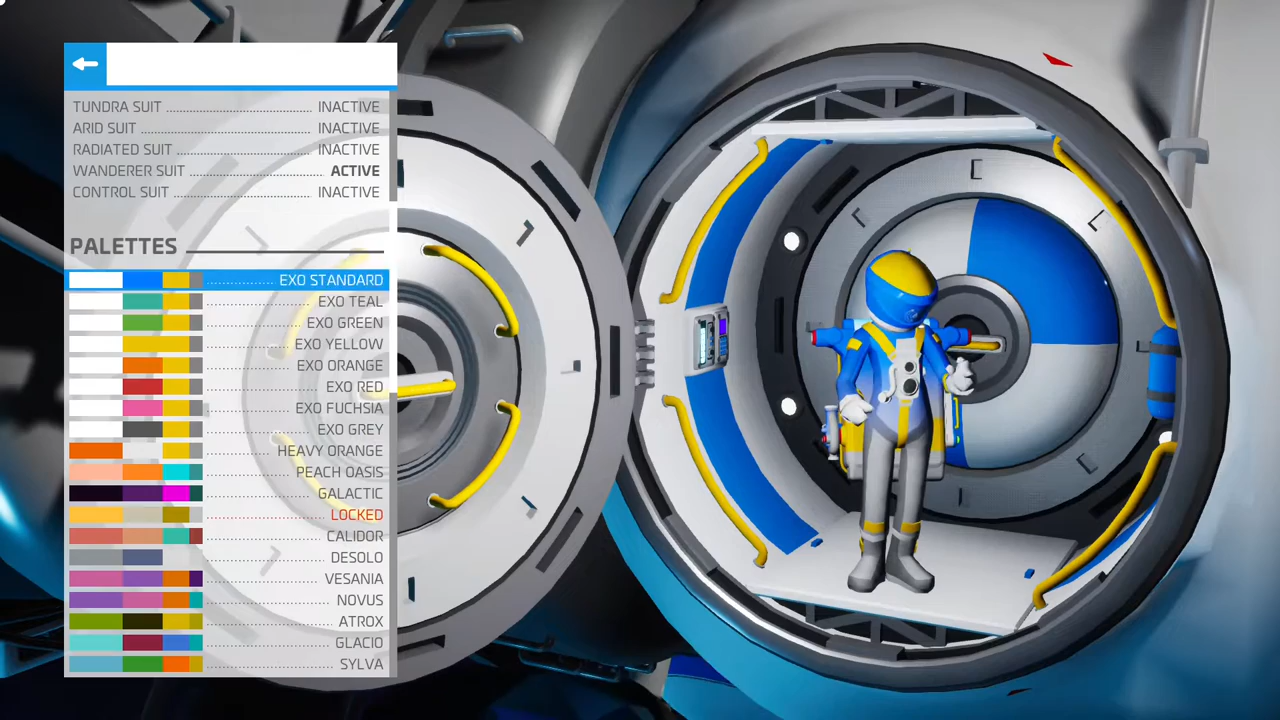 TUNDRA SUIT INACTIVE
ARID SUIT INACTIVE
RADIATED SUIT INACTIVE
WANDERER SUIT ACTIVE
CONTROL SUIT INACTIVE
PALETTES
EXO STANDARD
EXO TEAL
EXO GREEN
EXO YELLOW
EXO ORANGE
EXO RED
EXO FUCHSIA
EXO GREY
HEAVY ORANGE
PEACH OASIS
GALACTIC
LOCKED
CALIDOR
DESOLO
VESANIA
NOVUS
ATROX
GLACIO
SYLVA